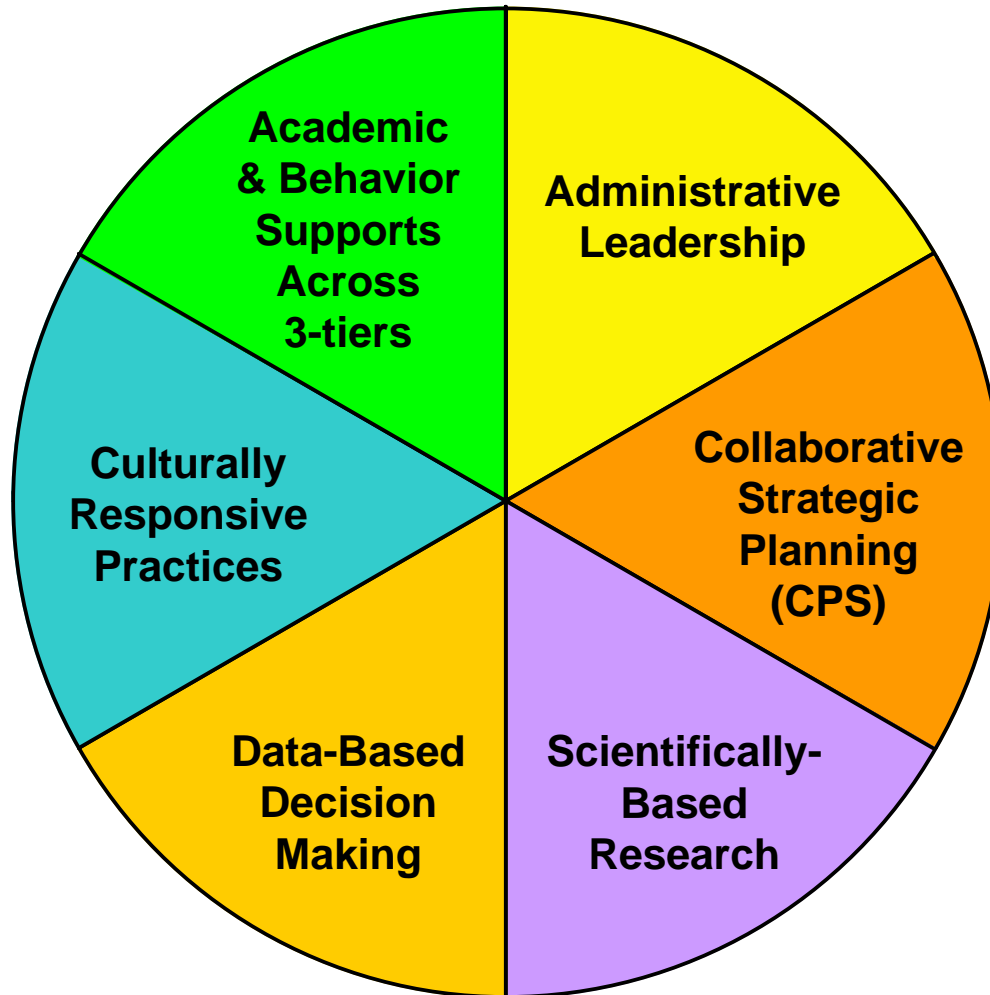 Academic
& Behavior
Supports
Across
3-tiers
Administrative
Leadership
Collaborative
Strategic
Planning
(CPS)
Scientifically-
Based
Research
Data-Based
Decision
Making
Culturally
Responsive
Practices